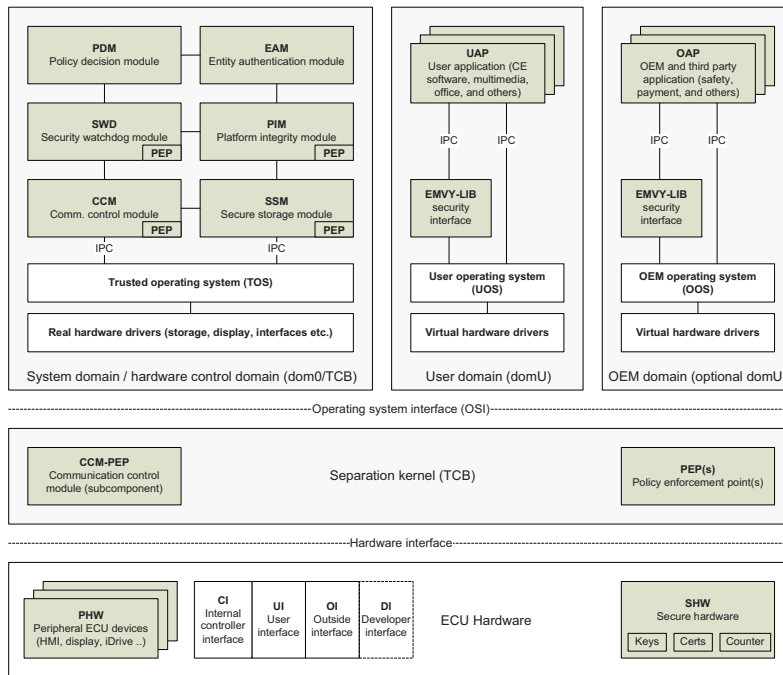 PDM
Policy decision module
EAM
Entity authentication module
SWD
Security watchdog module
PEP
PIM
Platform integrity module
PEP
CCM
Comm. control module
PEP
SSM
Secure storage module
PEP
IPC
IPC
Trusted operating system (TOS)
Real hardware drivers (storage, display, interfaces etc.)
System domain / hardware control domain (dom0/TCB)
UAP
User application (CE
software, multimedia,
office, and others)
IPC
IPC
EMVY-LIB
security
interface
User operating system
(UOS)
Virtual hardware drivers
User domain (domU)
OAP
OEM and third party
application (safety,
payment, and others)
IPC
IPC
EMVY-LIB
security
interface
OEM operating system
(OOS)
Virtual hardware drivers
OEM domain (optional domU
Operating system interface (OSI)
CCM-PEP
Communication control
module (subcomponent)
Separation kernel (TCB)
PEP(s)
Policy enforcement point(s)
Hardware interface
PHW
Peripheral ECU devices
(HMI, display, iDrive ..)
CI
Internal
controller
interface
UI
User
interface
OI
Outside
interface
DI
Developer
interface
ECU Hardware
SHW
Secure hardware
Keys
Certs
Counter